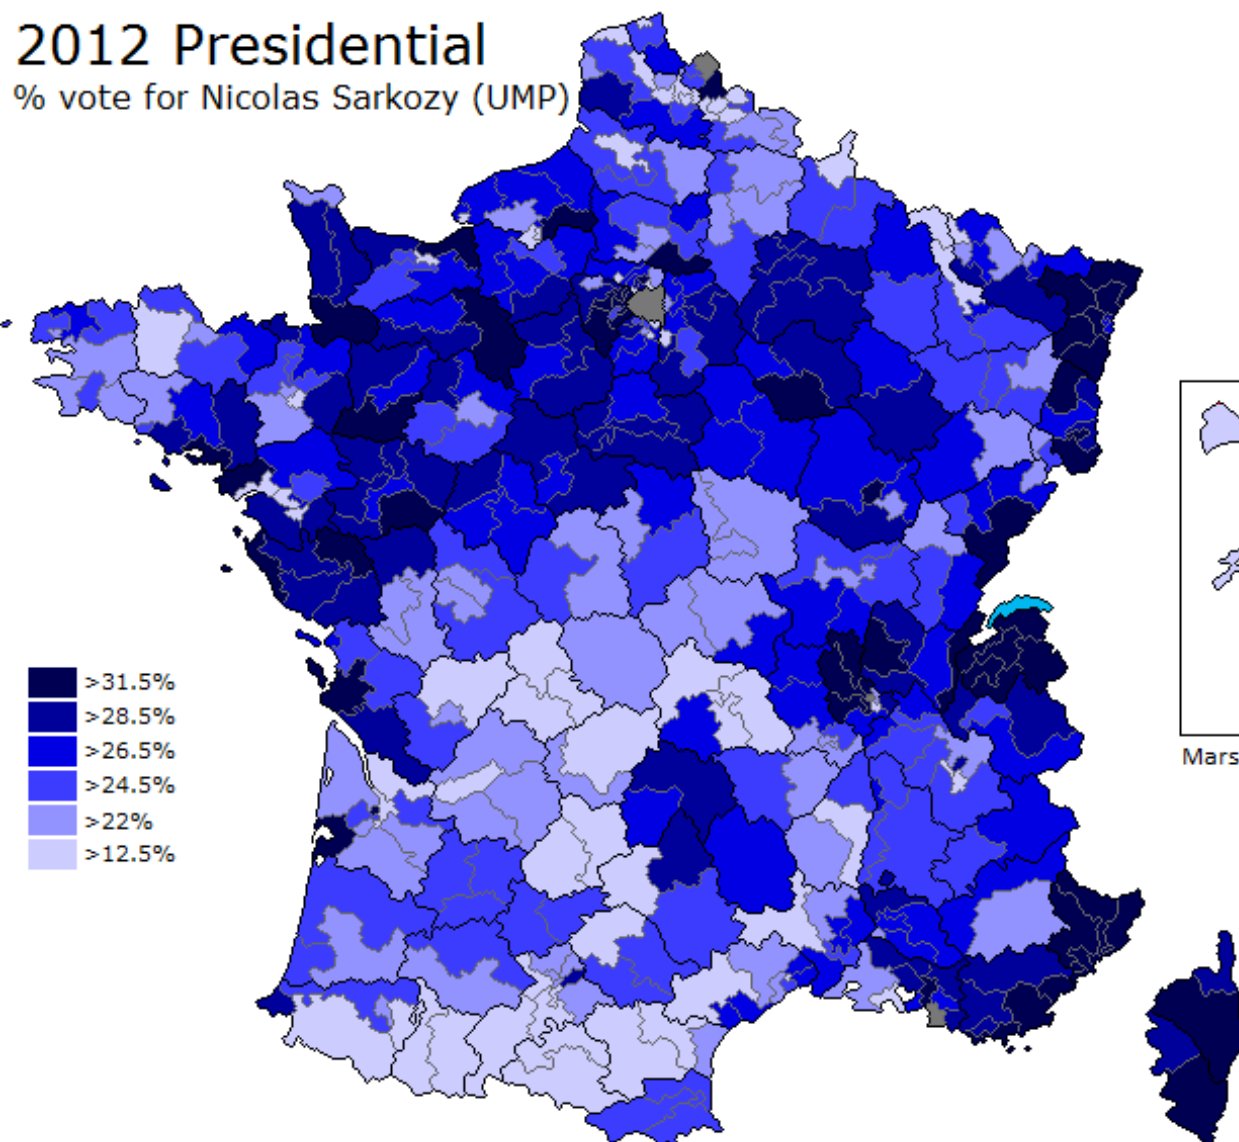 2012 Presidential
% vote for Nicolas Sarkozy (UMP)
>31.5%
>28.5%
>26.5%
>24.5%
>22%
>12.5%
Mars